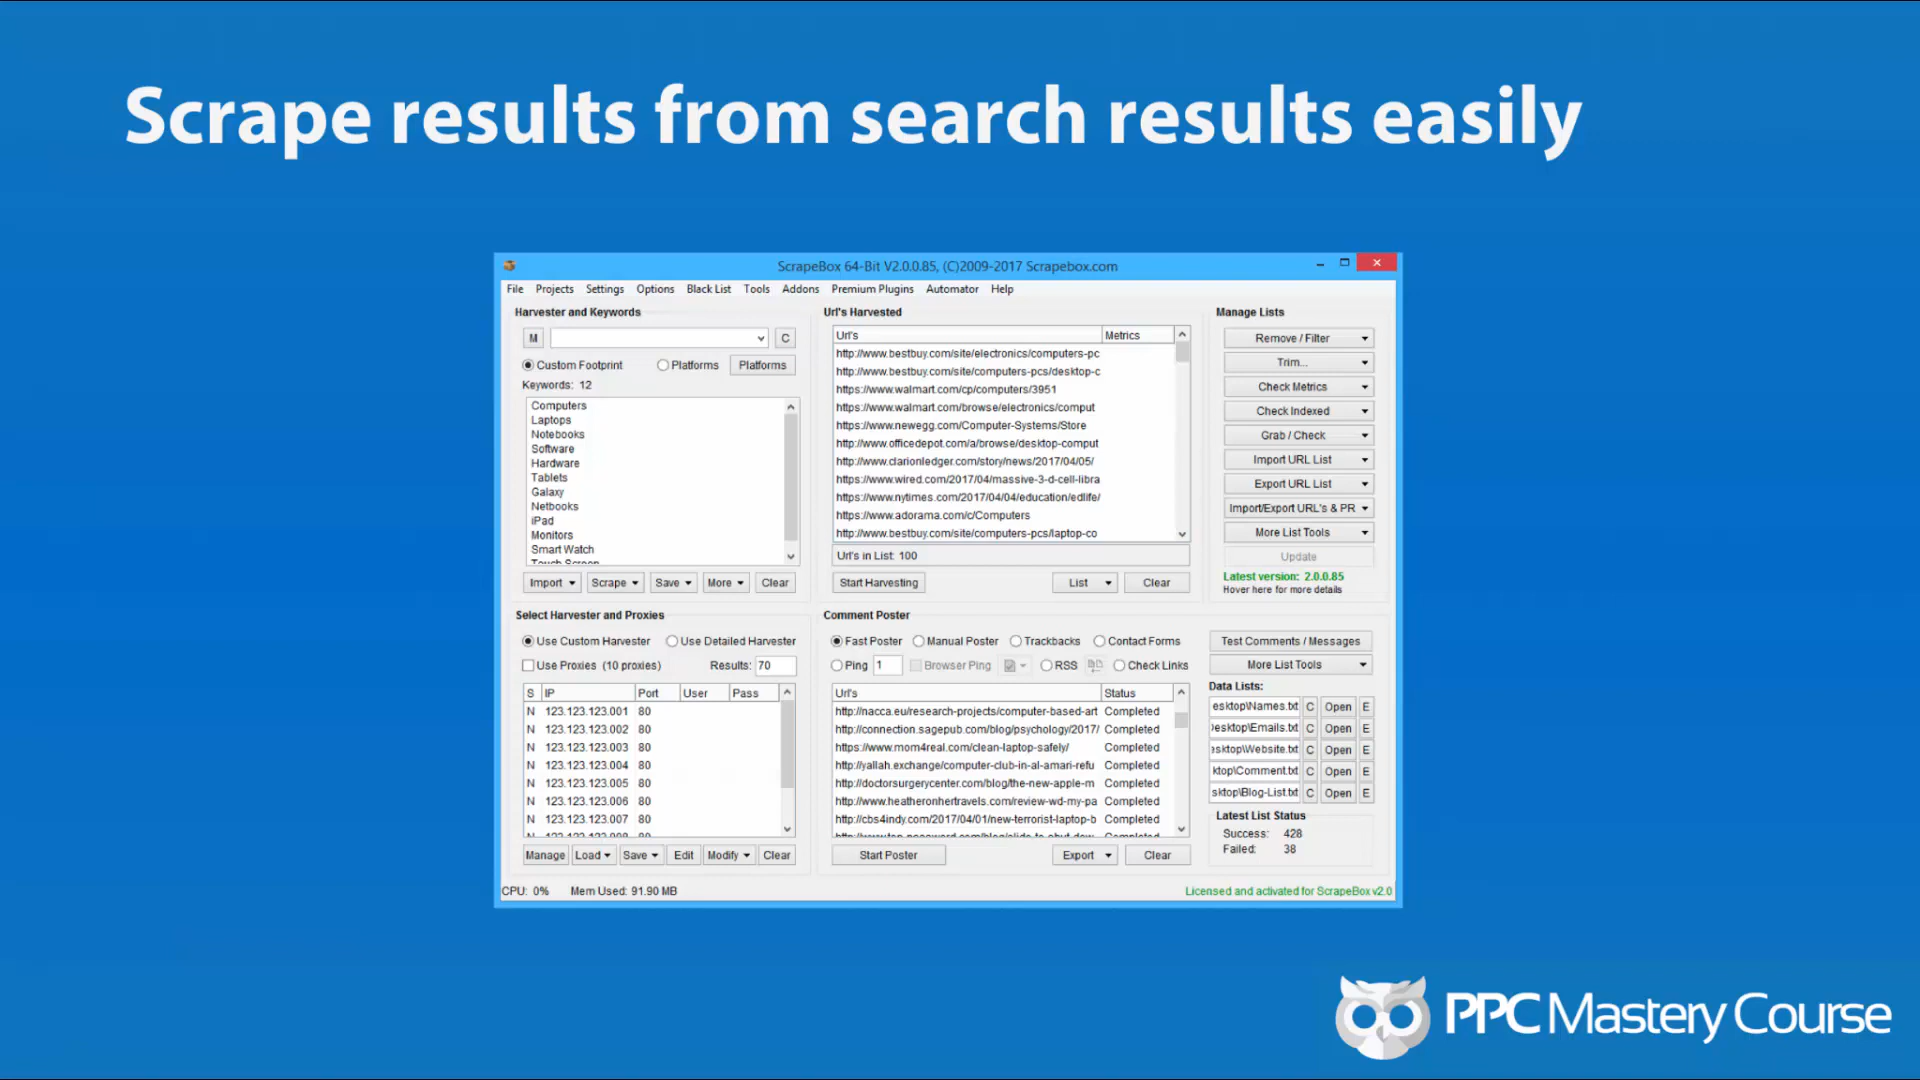 Scrape results from search results easily
ScrapeBox 64-Bit V2.0.0.85, (C)2009-2017 Scrapebox.com
File Projects Settings Options Black List Tools Addons Premium Plugins Automator Help
Harvester and Keywords
M C
Custom Footprint Platforms Platforms
Keywords: 12
Computers
Laptops
Notebooks
Software
Hardware
Tablets
Galaxy
Netbooks
iPad
Monitors
Smart Watch
Touch Screen
Import Scrape Save More Clear
Url's Harvested
Url's Metrics
http://www.bestbuy.com/site/electronics/computers-pc
http://www.bestbuy.com/site/computers-pcs/desktop-c
https://www.walmart.com/cp/computers/3951
https://www.walmart.com/browse/electronics/comput
https://www.newegg.com/Computer-Systems/Store
http://www.officedepot.com/a/browse/desktop-comput
http://www.clarionledger.com/story/news/2017/04/05/
https://www.wired.com/2017/04/massive-3-d-cell-libra
https://www.nytimes.com/2017/04/04/education/edlife/
https://www.adorama.com/c/Computers
http://www.bestbuy.com/site/computers-pcs/laptop-co
Url's in List: 100
Start Harvesting List Clear
Manage Lists
Remove / Filter
Trim...
Check Metrics
Check Indexed
Grab / Check
Import URL List
Export URL List
Import/Export URL's & PR
More List Tools
Update
Latest version: 2.0.0.85
Hover here for more details
Select Harvester and Proxies
Use Custom Harvester Use Detailed Harvester
Use Proxies (10 proxies) Results: 70
S IP Port User Pass
N 123.123.123.001 80
N 123.123.123.002 80
N 123.123.123.003 80
N 123.123.123.004 80
N 123.123.123.005 80
N 123.123.123.006 80
N 123.123.123.007 80
N 123.123.123.008 80
Manage Load Save Edit Modify Clear
Comment Poster
Fast Poster Manual Poster Trackbacks Contact Forms
Ping 1 Browser Ping RSS Check Links
Url's Status
http://nacca.eu/research-projects/computer-based-art Completed
http://connection.sagepub.com/blog/psychology/2017/ Completed
https://www.mom4real.com/clean-laptop-safely/ Completed
http://yallah.exchange/computer-club-in-al-amari-refu Completed
http://doctorsurgerycenter.com/blog/the-new-apple-m Completed
http://www.heatheronhertravels.com/review-wd-my-pa Completed
http://cbs4indy.com/2017/04/01/new-terrorist-laptop-b Completed
Completed
Start Poster Export Clear
Test Comments / Messages
More List Tools
Data Lists:
esktop\Names.txt C Open E
Desktop\Emails.txt C Open E
esktop\Website.txt C Open E
ktop\Comment.txt C Open E
sktop\Blog-List.txt C Open E
Latest List Status
Success: 428
Failed: 38
CPU: 0% Mem Used: 91.90 MB
Licensed and activated for ScrapeBox v2.0
PPC Mastery Course